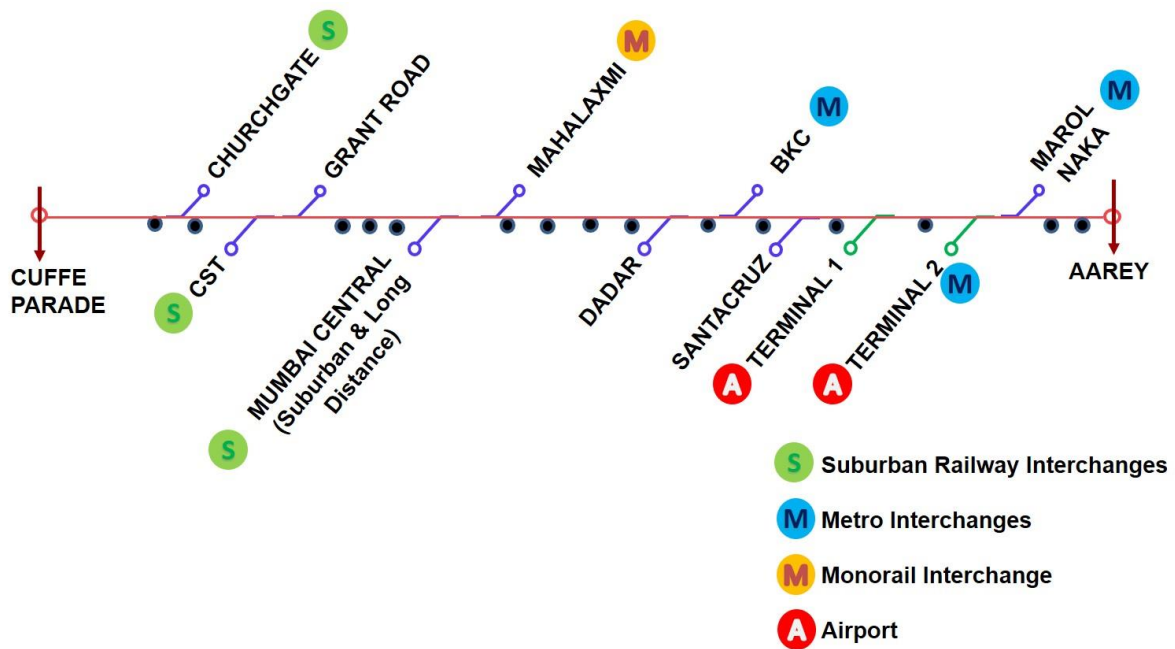 S
CHURCHGATE
GRANT ROAD
M
MAHALAXMI
M
BKC
M
MAROL
NAKA
CUFFE
PARADE
S
CST
S
MUMBAI CENTRAL
(Suburban & Long
Distance)
DADAR
SANTACRUZ
A
TERMINAL 1
M
A
TERMINAL 2
AAREY
S Suburban Railway Interchanges
M Metro Interchanges
M Monorail Interchange
A Airport